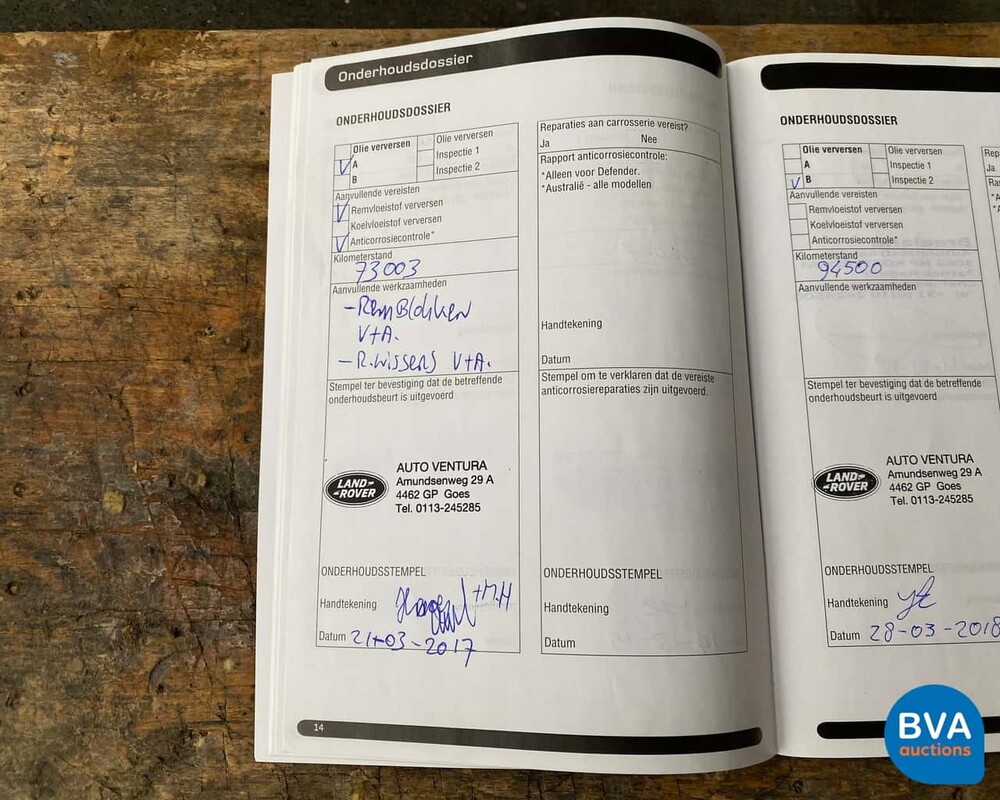 Onderhoudsdossier
ONDERHOUDSDOSSIER
Olie verversen
Olie verversen
A
Inspectie 1
B
Inspectie 2
Aanvullende vereisten
Remvloeistof verversen
Koelvloeistof verversen
Anticorrosiecontrole*
Kilometerstand
73003
Aanvullende werkzaamheden
-Remblokken
V+A.
-R.wissers V+A.
Stempel ter bevestiging dat de betreffende
onderhoudsbeurt is uitgevoerd
LAND-
ROVER
AUTO VENTURA
Amundsenweg 29 A
4462 GP Goes
Tel. 0113-245285
ONDERHOUDSSTEMPEL
Handtekening
+M.H
Datum 21-03-2017
14
Reparaties aan carrosserie vereist?
Ja Nee
Rapport anticorrosiecontrole:
*Alleen voor Defender.
*Australië - alle modellen
Handtekening
Datum
Stempel om te verklaren dat de vereiste
anticorrosiereparaties zijn uitgevoerd.
ONDERHOUDSSTEMPEL
Handtekening
Datum
ONDERHOUDSDOSSIER
Olie verversen
Olie verversen
A
Inspectie 1
B
Inspectie 2
Aanvullende vereisten
Remvloeistof verversen
Koelvloeistof verversen
Anticorrosiecontrole*
Kilometerstand
94500
Aanvullende werkzaamheden
Stempel ter bevestiging dat de betreffende
onderhoudsbeurt is uitgevoerd
LAND-
ROVER
AUTO VENTURA
Amundsenweg 29 A
4462 GP Goes
Tel. 0113-245285
ONDERHOUDSSTEMPEL
Handtekening
Datum 28-03-2018
Rep
Ja
Ra
*A
*A
BVA
auctions